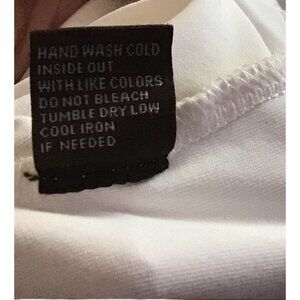 HAND WASH COLD
INSIDE OUT
WITH LIKE COLORS
DO NOT BLEACH
TUMBLE DRY LOW
COOL IRON
IF NEEDED